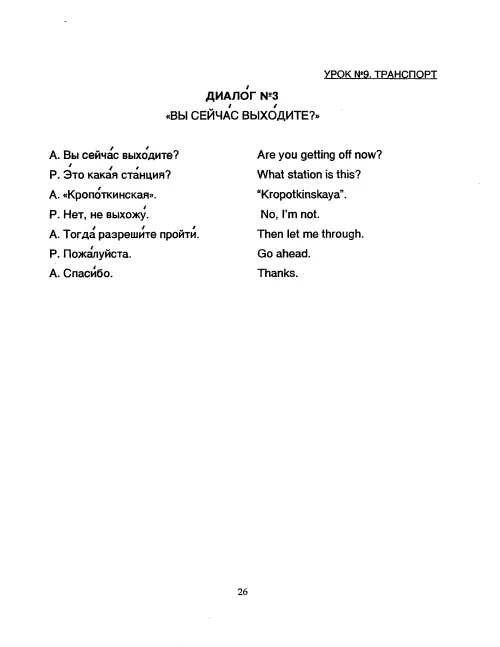 УРОК №9. ТРАНСПОРТ
ДИАЛО́Г №3
«ВЫ СЕЙЧА́С ВЫХО́ДИТЕ?»
А. Вы сейча́с выхо́дите? Are you getting off now?
Р. Э́то кака́я ста́нция? What station is this?
А. «Кропо́ткинская». “Kropotkinskaya”.
Р. Нет, не выхожу́. No, I’m not.
А. Тогда́ разреши́те пройти́. Then let me through.
Р. Пожа́луйста. Go ahead.
А. Спаси́бо. Thanks.
26